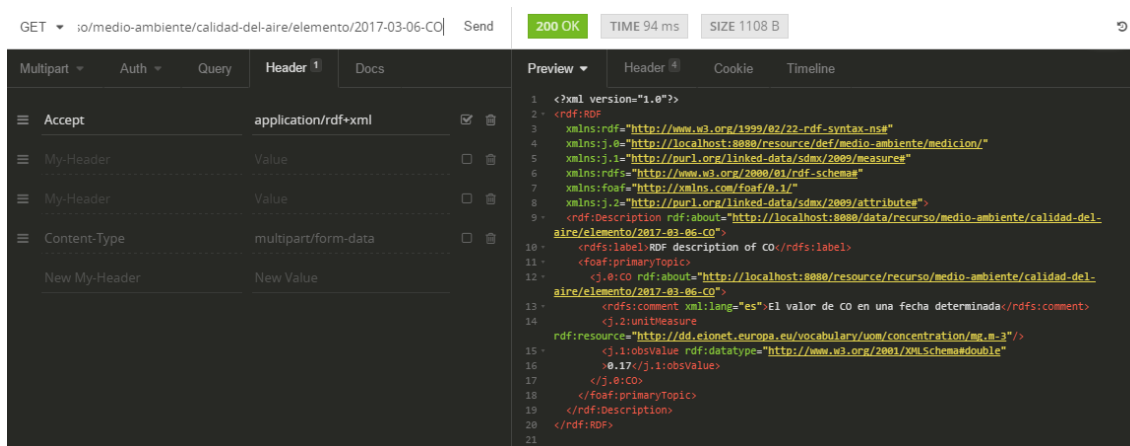 GET so/medio-ambiente/calidad-del-aire/elemento/2017-03-06-CO Send 200 OK TIME 94 ms SIZE 1108 B
Multipart Auth Query Header 1 Docs
Accept application/rdf+xml
My-Header Value
My-Header Value
Content-Type multipart/form-data
New My-Header New Value
Preview Header 4 Cookie Timeline
1 <?xml version="1.0"?>
2 <rdf:RDF
3 xmlns:rdf="http://www.w3.org/1999/02/22-rdf-syntax-ns#"
4 xmlns:j.0="http://localhost:8080/resource/def/medio-ambiente/medicion/"
5 xmlns:j.1="http://purl.org/linked-data/sdmx/2009/measure#"
6 xmlns:rdfs="http://www.w3.org/2000/01/rdf-schema#"
7 xmlns:foaf="http://xmlns.com/foaf/0.1/"
8 xmlns:j.2="http://purl.org/linked-data/sdmx/2009/attribute#">
9 <rdf:Description rdf:about="http://localhost:8080/data/recurso/medio-ambiente/calidad-del-
aire/elemento/2017-03-06-CO">
10 <rdfs:label>RDF description of CO</rdfs:label>
11 <foaf:primaryTopic>
12 <j.0:CO rdf:about="http://localhost:8080/resource/recurso/medio-ambiente/calidad-del-
aire/elemento/2017-03-06-CO">
13 <rdfs:comment xml:lang="es">El valor de CO en una fecha determinada</rdfs:comment>
14 <j.2:unitMeasure
rdf:resource="http://dd.eionet.europa.eu/vocabulary/uom/concentration/mg.m-3"/>
15 <j.1:obsValue rdf:datatype="http://www.w3.org/2001/XMLSchema#double"
16 >0.17</j.1:obsValue>
17 </j.0:CO>
18 </foaf:primaryTopic>
19 </rdf:Description>
20 </rdf:RDF>
21